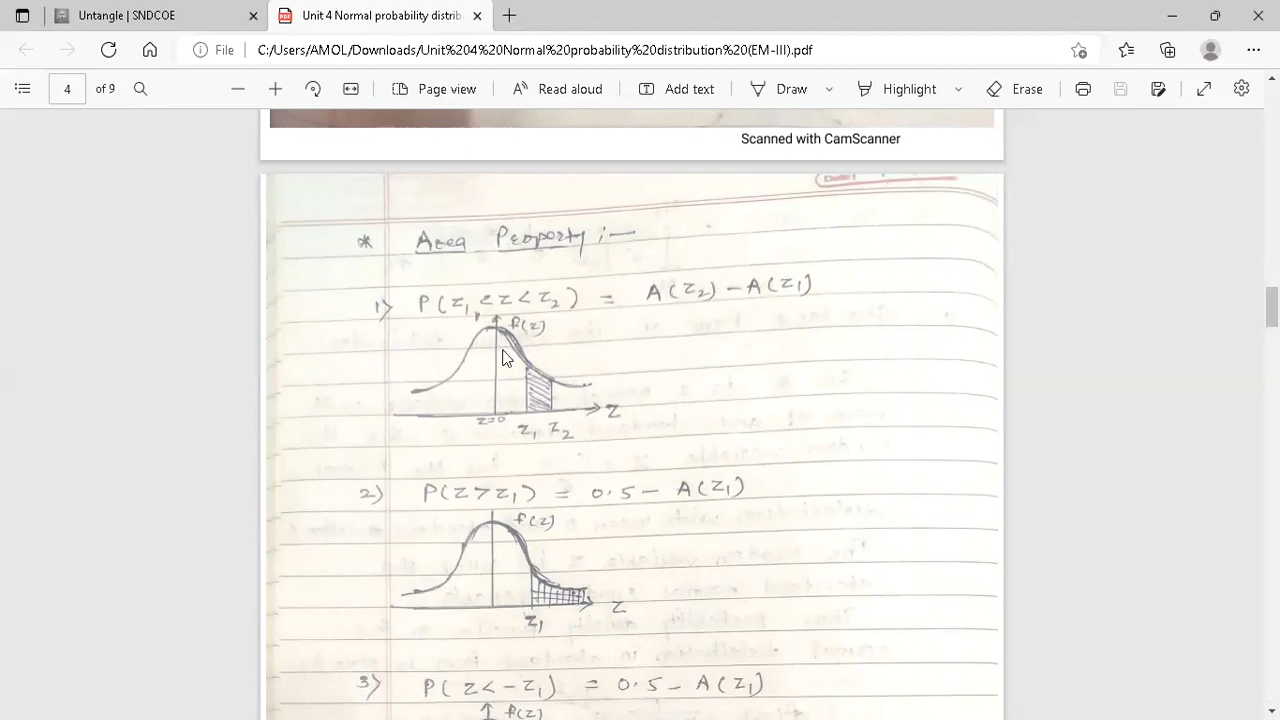 Untangle | SNDCOE
Unit 4 Normal probability distrib
File
C:/Users/AMOL/Downloads/Unit%204%20Normal%20probability%20distribution%20(EM-III).pdf
4 of 9
Page view
Read aloud
Add text
Draw
Highlight
Erase
Scanned with CamScanner
* Area Property :—
1) P(z₁ < z < z₂) = A(z₂) - A(z₁)
f(z)
z=0
z₁ z₂
z
2) P(z > z₁) = 0.5 - A(z₁)
f(z)
z₁
z
3) P(z < -z₁) = 0.5 - A(z₁)
f(z)